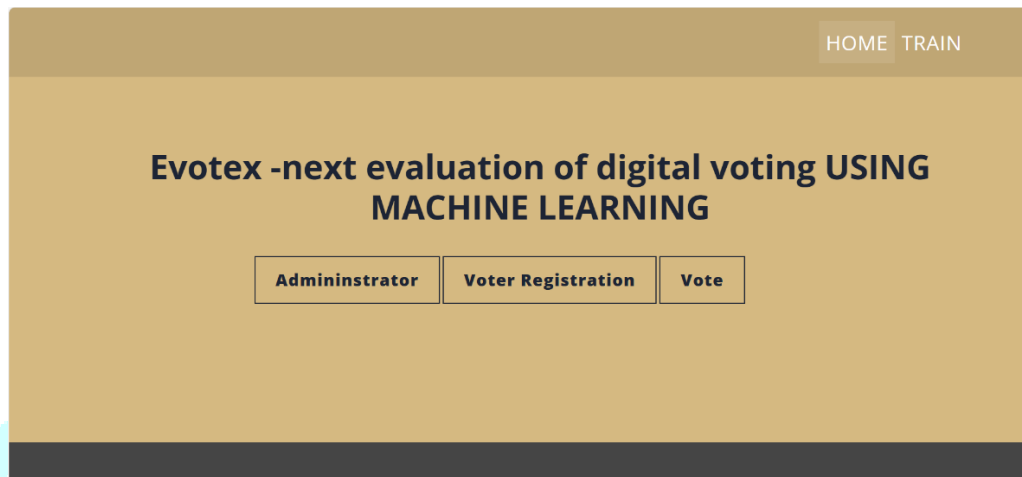 HOME TRAIN
Evotex -next evaluation of digital voting USING
MACHINE LEARNING
Admininstrator Voter Registration Vote